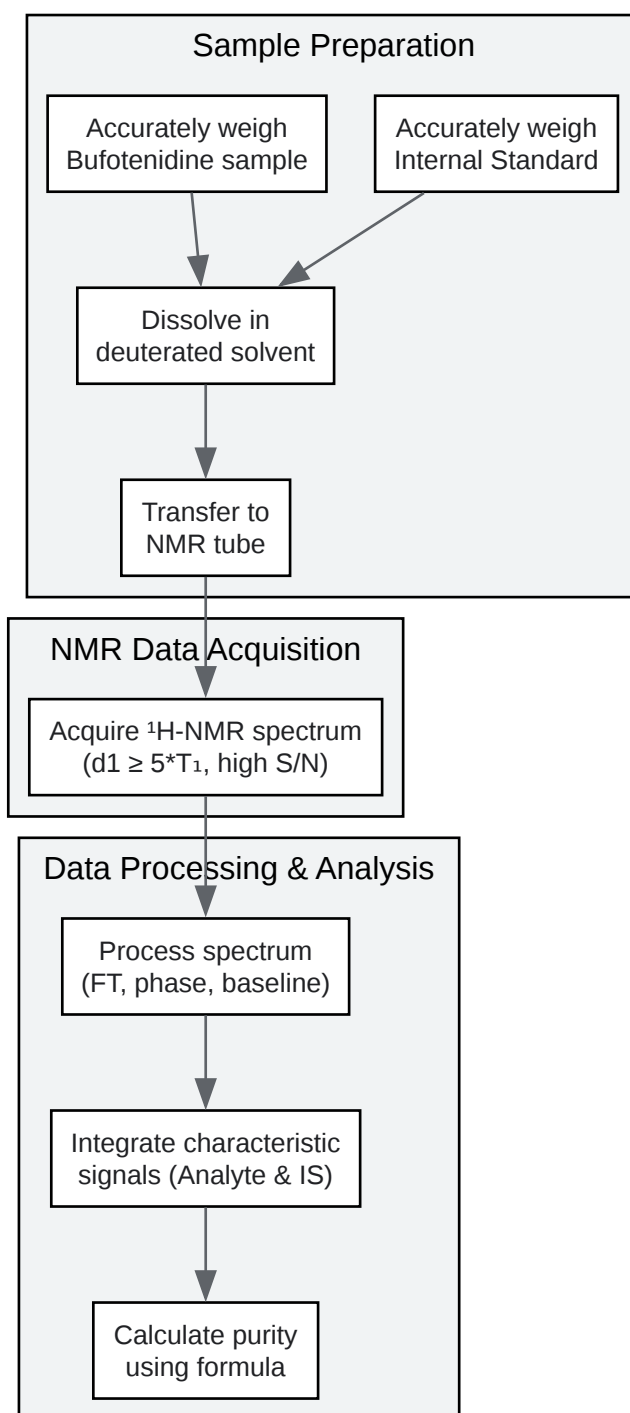 Sample Preparation
Accurately weigh
Bufotenidine sample
Accurately weigh
Internal Standard
Dissolve in
deuterated solvent
Transfer to
NMR tube
NMR Data Acquisition
Acquire ¹H-NMR spectrum
(d1 ≥ 5*T₁, high S/N)
Data Processing & Analysis
Process spectrum
(FT, phase, baseline)
Integrate characteristic
signals (Analyte & IS)
Calculate purity
using formula